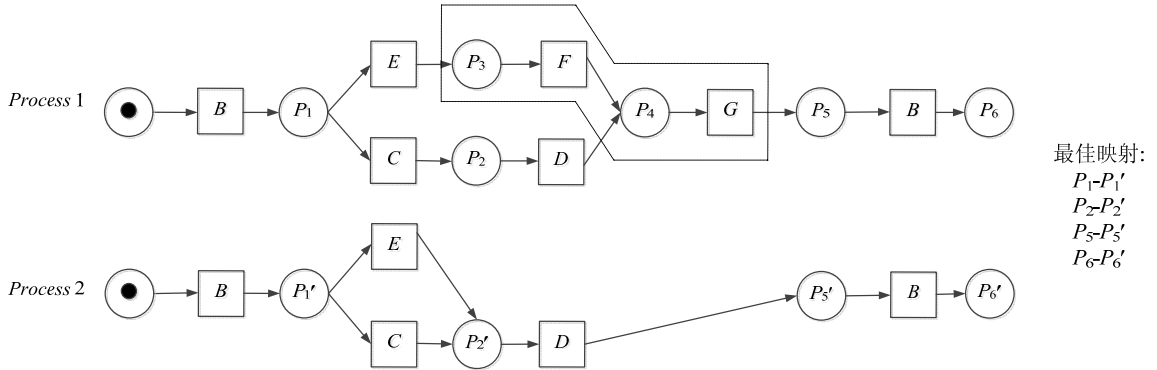 E P3 F
Process 1 B P1 P4 G P5 B P6
C P2 D
最佳映射:
P1-P1′
P2-P2′
P5-P5′
P6-P6′
E
Process 2 B P1′ P5′ B P6′
C P2′ D